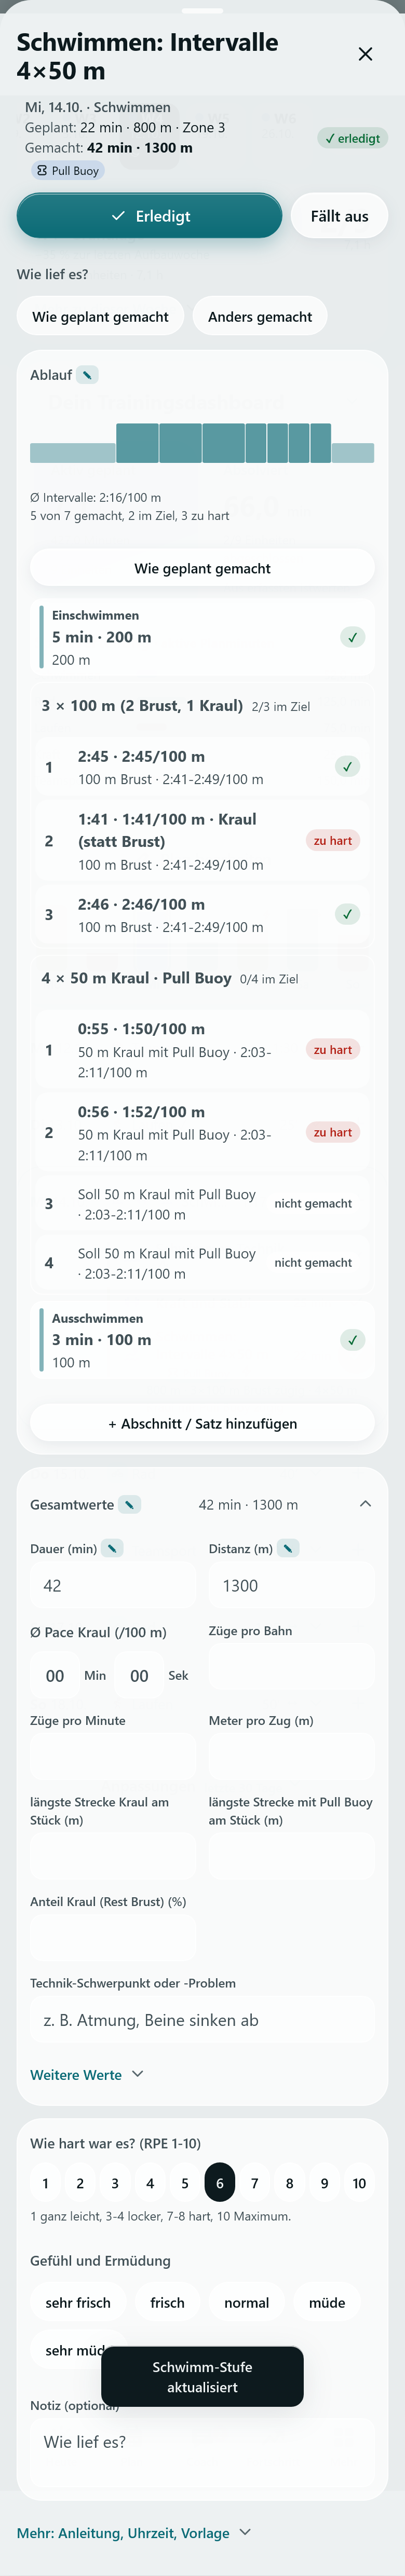 Schwimmen: Intervalle
4×50 m
Mi, 14.10. · Schwimmen
Geplant: 22 min · 800 m · Zone 3
Gemacht: 42 min · 1300 m
✓ erledigt
Pull Buoy
✓ Erledigt
Fällt aus
Wie lief es?
Wie geplant gemacht
Anders gemacht
Ablauf
Ø Intervalle: 2:16/100 m
5 von 7 gemacht, 2 im Ziel, 3 zu hart
Wie geplant gemacht
Einschwimmen
5 min · 200 m
200 m
✓
3 × 100 m (2 Brust, 1 Kraul) 2/3 im Ziel
1
2:45 · 2:45/100 m
100 m Brust · 2:41-2:49/100 m
✓
2
1:41 · 1:41/100 m · Kraul
(statt Brust)
100 m Brust · 2:41-2:49/100 m
zu hart
3
2:46 · 2:46/100 m
100 m Brust · 2:41-2:49/100 m
✓
4 × 50 m Kraul · Pull Buoy 0/4 im Ziel
1
0:55 · 1:50/100 m
50 m Kraul mit Pull Buoy · 2:03-
2:11/100 m
zu hart
2
0:56 · 1:52/100 m
50 m Kraul mit Pull Buoy · 2:03-
2:11/100 m
zu hart
3
Soll 50 m Kraul mit Pull Buoy
· 2:03-2:11/100 m
nicht gemacht
4
Soll 50 m Kraul mit Pull Buoy
· 2:03-2:11/100 m
nicht gemacht
Ausschwimmen
3 min · 100 m
100 m
✓
+ Abschnitt / Satz hinzufügen
Gesamtwerte
42 min · 1300 m
Dauer (min)
Distanz (m)
42
1300
Ø Pace Kraul (/100 m)
Züge pro Bahn
00 Min 00 Sek
Züge pro Minute
Meter pro Zug (m)
längste Strecke Kraul am
Stück (m)
längste Strecke mit Pull Buoy
am Stück (m)
Anteil Kraul (Rest Brust) (%)
Technik-Schwerpunkt oder -Problem
z. B. Atmung, Beine sinken ab
Weitere Werte
Wie hart war es? (RPE 1-10)
1 2 3 4 5 6 7 8 9 10
1 ganz leicht, 3-4 locker, 7-8 hart, 10 Maximum.
Gefühl und Ermüdung
sehr frisch
frisch
normal
müde
sehr
Schwimm-Stufe
aktualisiert
Notiz (optional)
Wie lief es?
Mehr: Anleitung, Uhrzeit, Vorlage